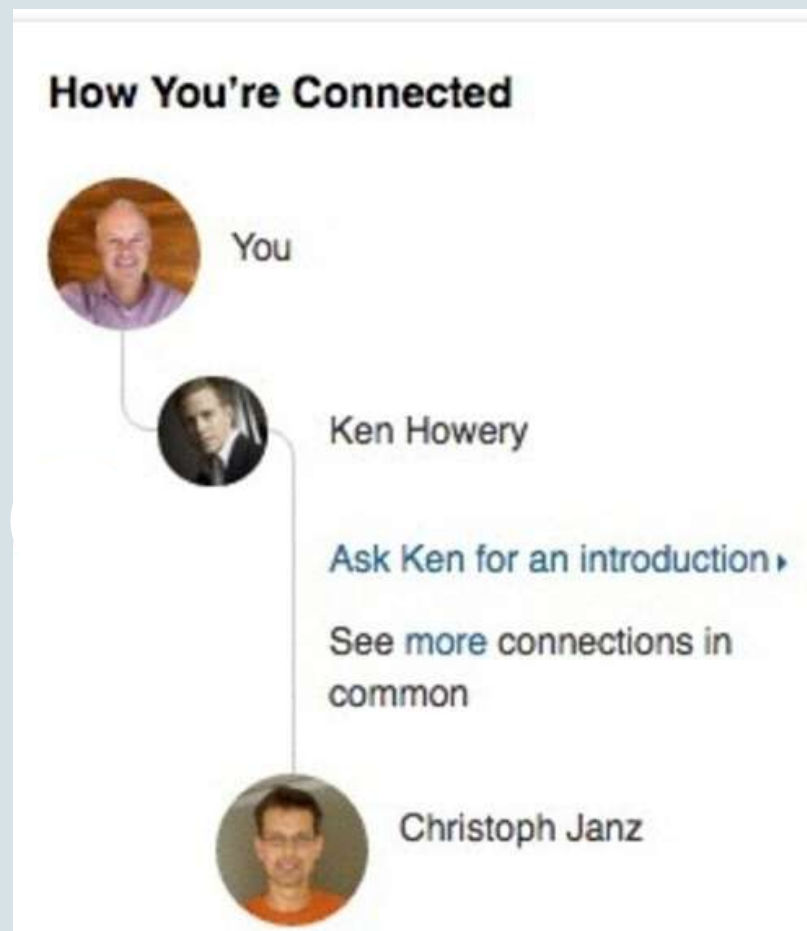 How You're Connected
You
Ken Howery
Ask Ken for an introduction ▸
See more connections in
common
Christoph Janz